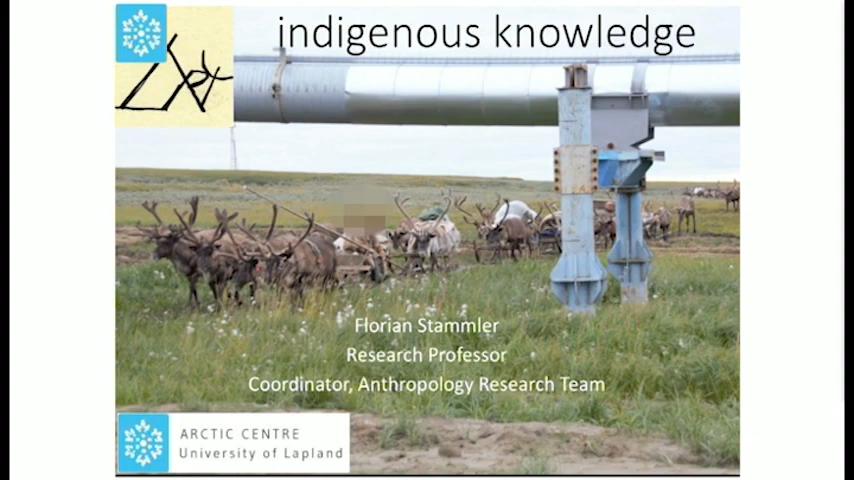 indigenous knowledge
Florian Stammler
Research Professor
Coordinator, Anthropology Research Team
ARCTIC CENTRE
University of Lapland